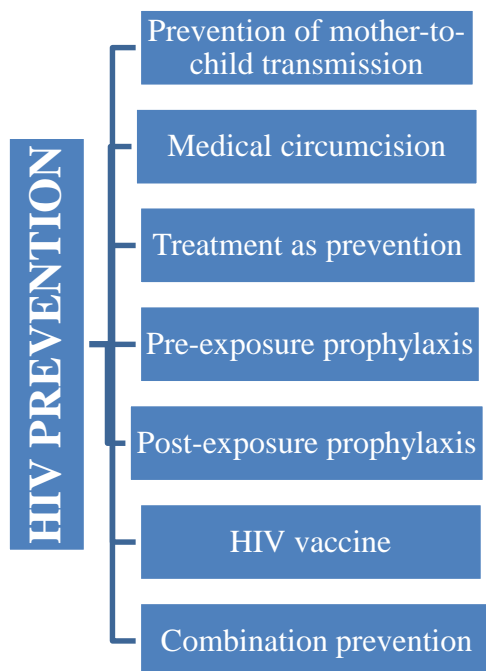 HIV PREVENTION
Prevention of mother-to-
child transmission
Medical circumcision
Treatment as prevention
Pre-exposure prophylaxis
Post-exposure prophylaxis
HIV vaccine
Combination prevention